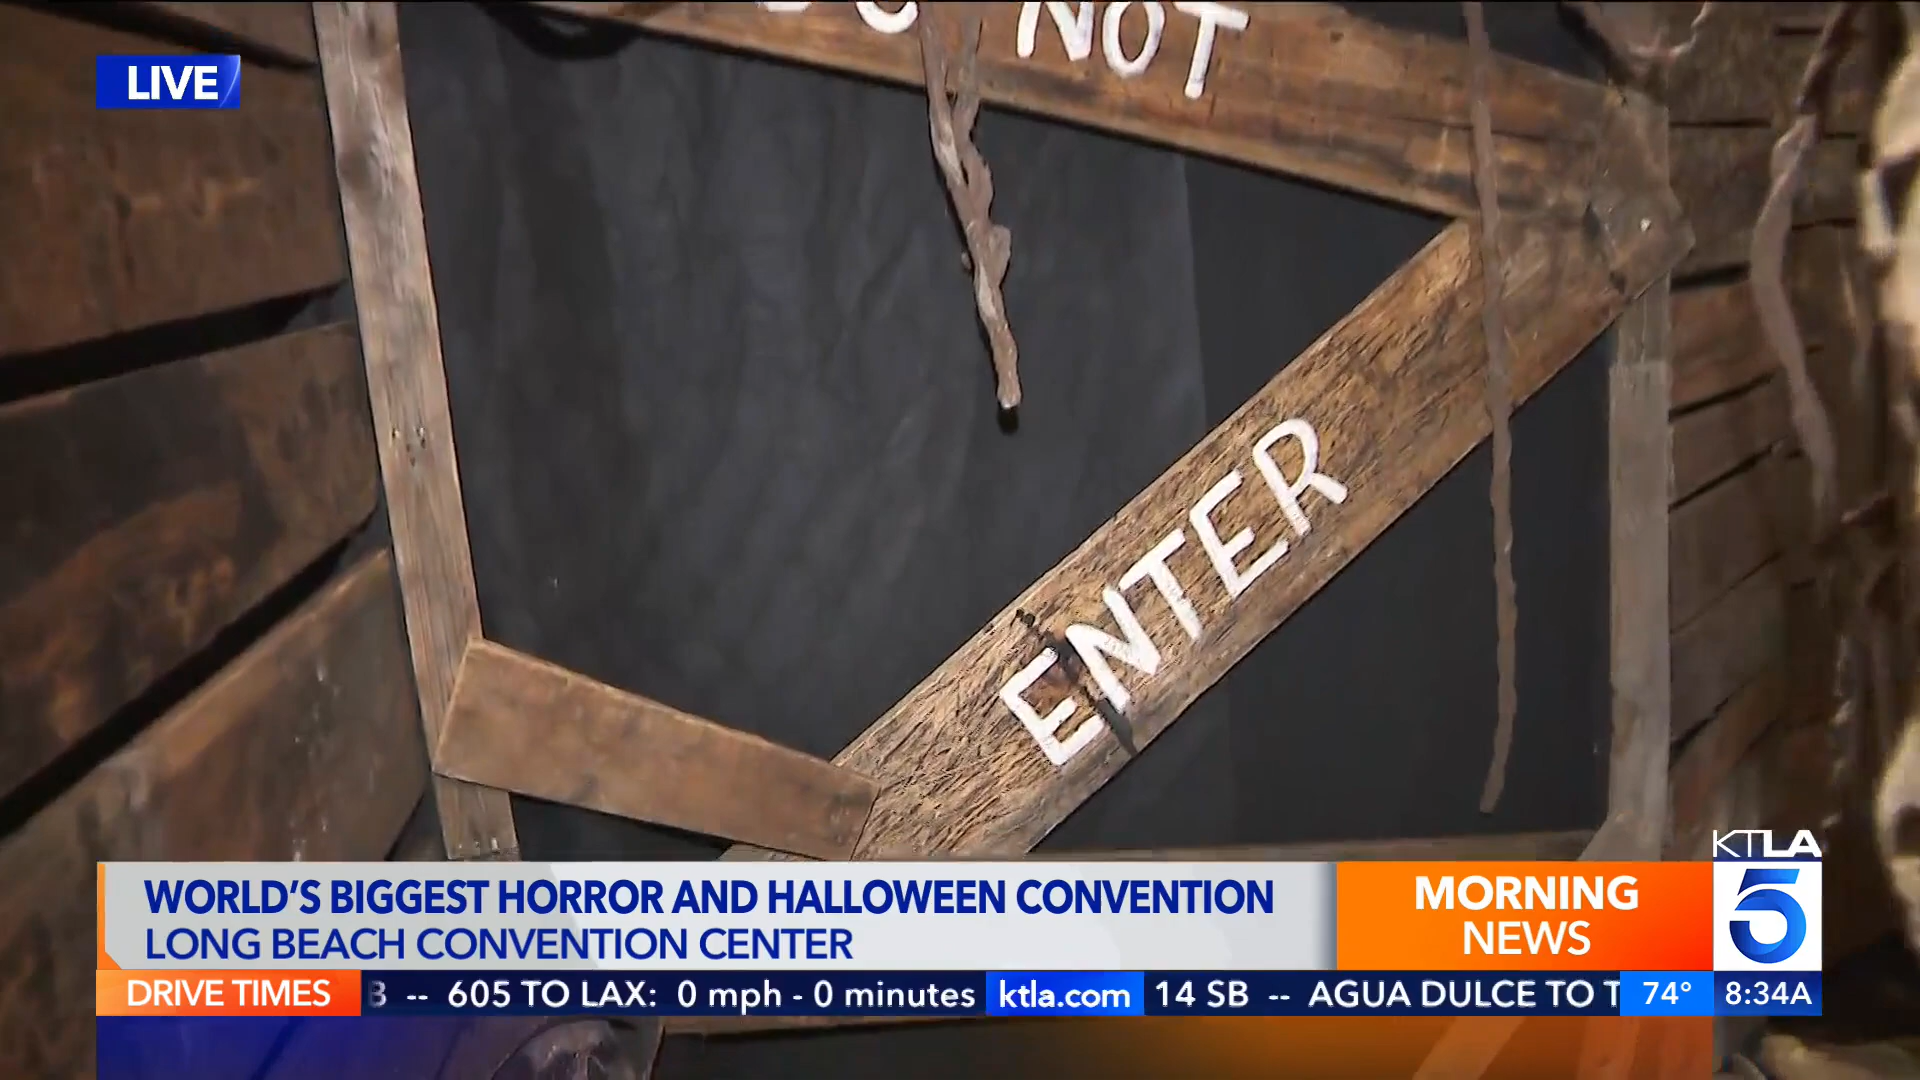 LIVE
DO NOT
ENTER
KTLA
5
WORLD'S BIGGEST HORROR AND HALLOWEEN CONVENTION
LONG BEACH CONVENTION CENTER
MORNING
NEWS
DRIVE TIMES
B -- 605 TO LAX: 0 mph - 0 minutes
ktla.com
14 SB -- AGUA DULCE TO T
74°
8:34A